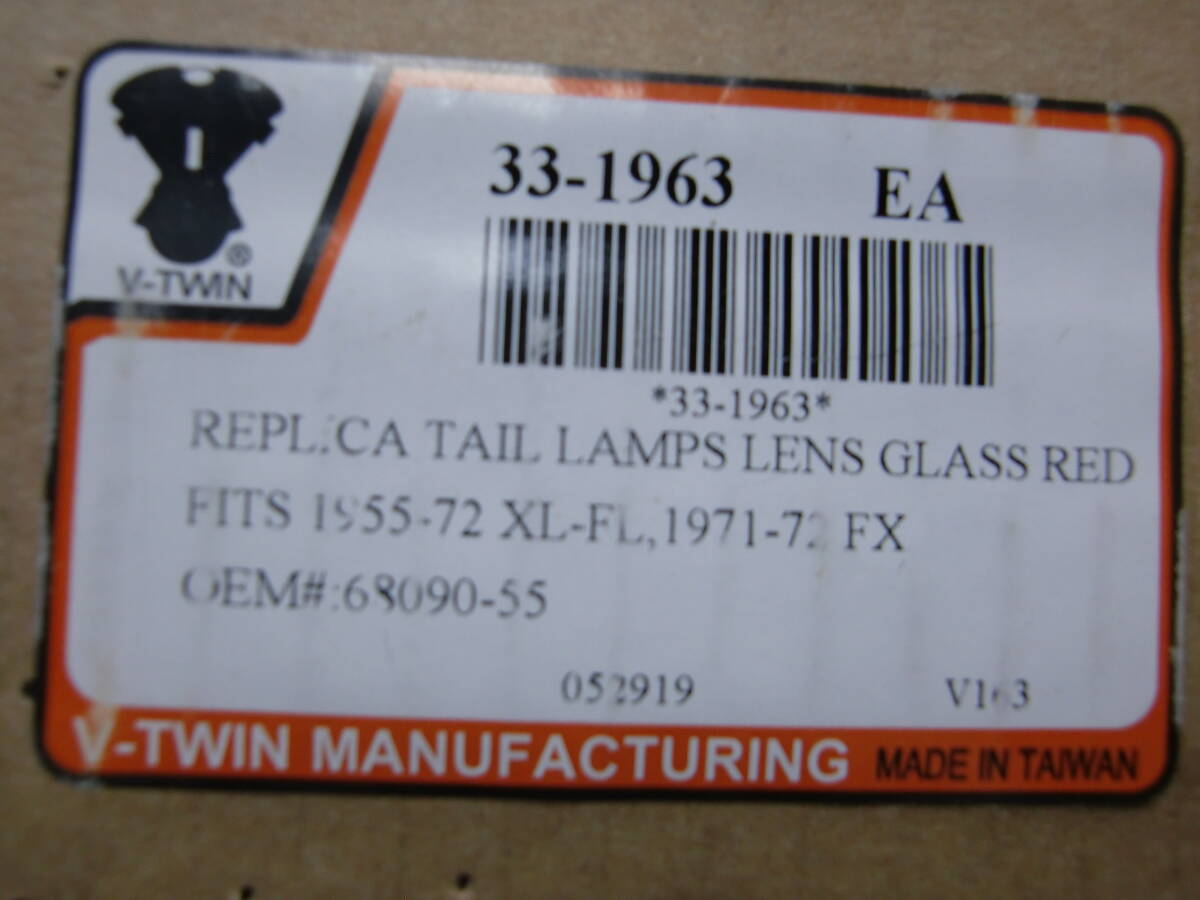 33-1963 EA
®
V-TWIN
*33-1963*
REPLICA TAIL LAMPS LENS GLASS RED
FITS 1955-72 XL-FL,1971-72 FX
OEM#:68090-55
052919
V-TWIN MANUFACTURING MADE IN TAIWAN